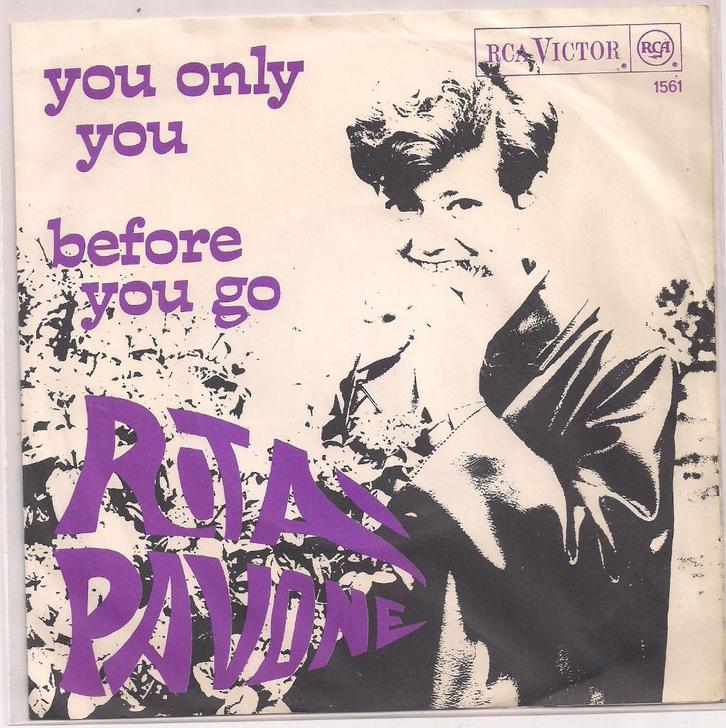 you only
you
before
you go
RCA VICTOR RCA
1561
RITA
PAVONE